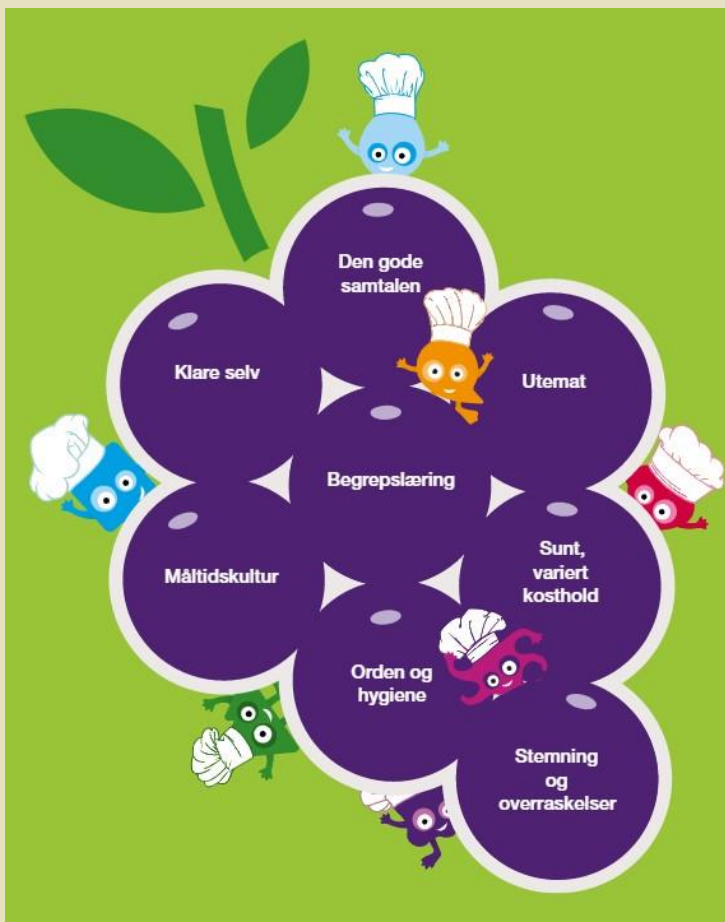 Den gode
samtalen
Klare selv
Utemat
Begrepslæring
Måltidskultur
Sunt,
variert
kosthold
Orden og
hygiene
Stemning
og
overraskelser